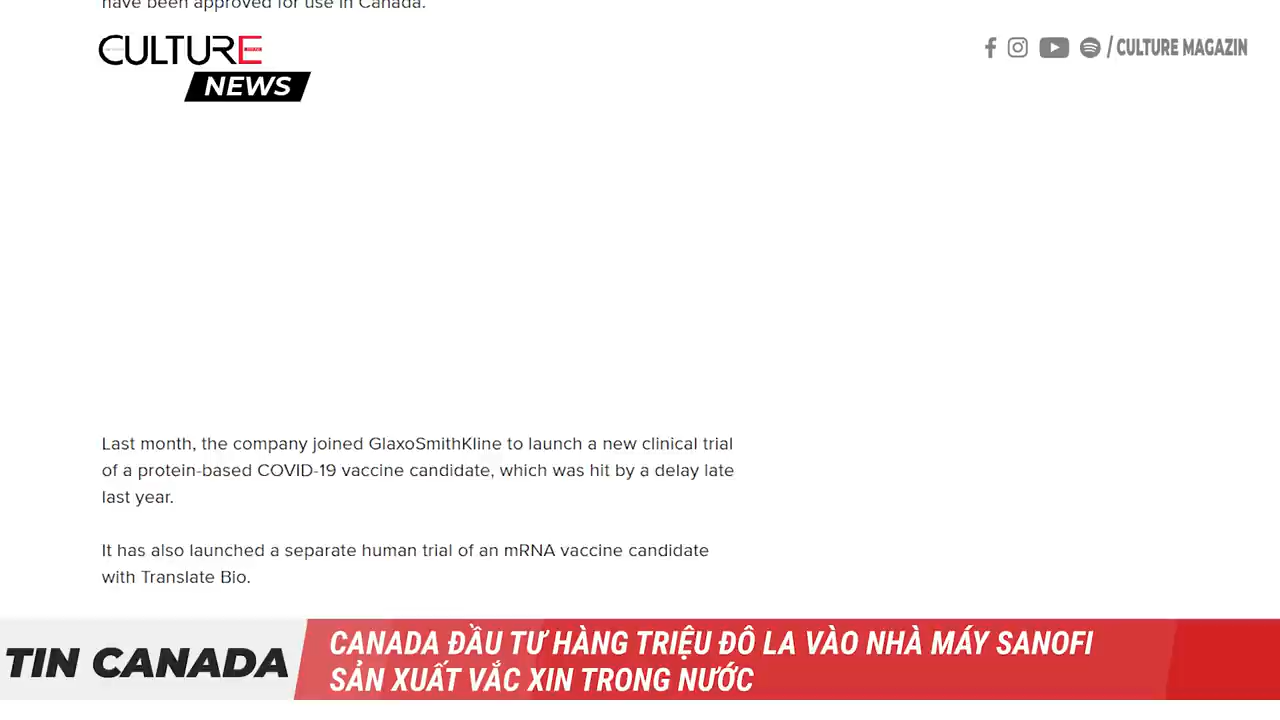 have been approved for use in Canada.
CULTURE
NEWS
/ CULTURE MAGAZIN
Last month, the company joined GlaxoSmithKline to launch a new clinical trial
of a protein-based COVID-19 vaccine candidate, which was hit by a delay late
last year.
It has also launched a separate human trial of an mRNA vaccine candidate
with Translate Bio.
TIN CANADA
CANADA ĐẦU TƯ HÀNG TRIỆU ĐÔ LA VÀO NHÀ MÁY SANOFI
SẢN XUẤT VẮC XIN TRONG NƯỚC